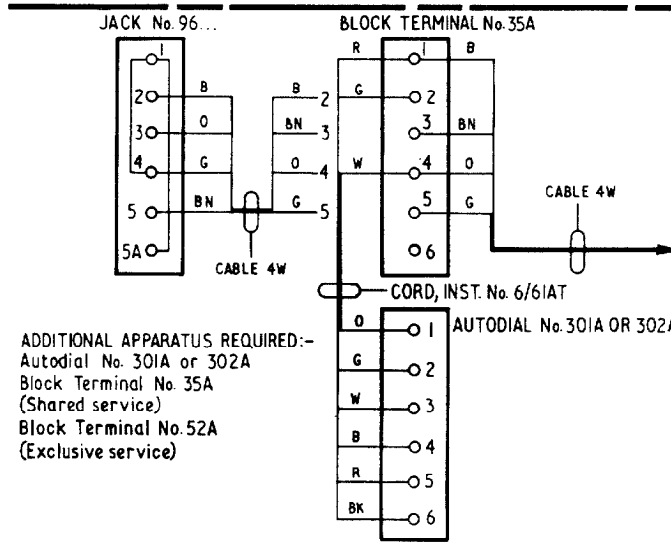 JACK No. 96...
BLOCK TERMINAL No. 35A
1
2 B
3 O
4 G
5 BN
5A
CABLE 4W
B 2
BN 3
O 4
G 5
R 1 B
G 2
3 BN
W 4 O
5 G
6
CABLE 4W
CORD, INST. No. 6/61AT
AUTODIAL No. 301A OR 302A
O 1
G 2
W 3
B 4
R 5
BK 6
ADDITIONAL APPARATUS REQUIRED:-
Autodial No. 301A or 302A
Block Terminal No. 35A
(Shared service)
Block Terminal No. 52A
(Exclusive service)